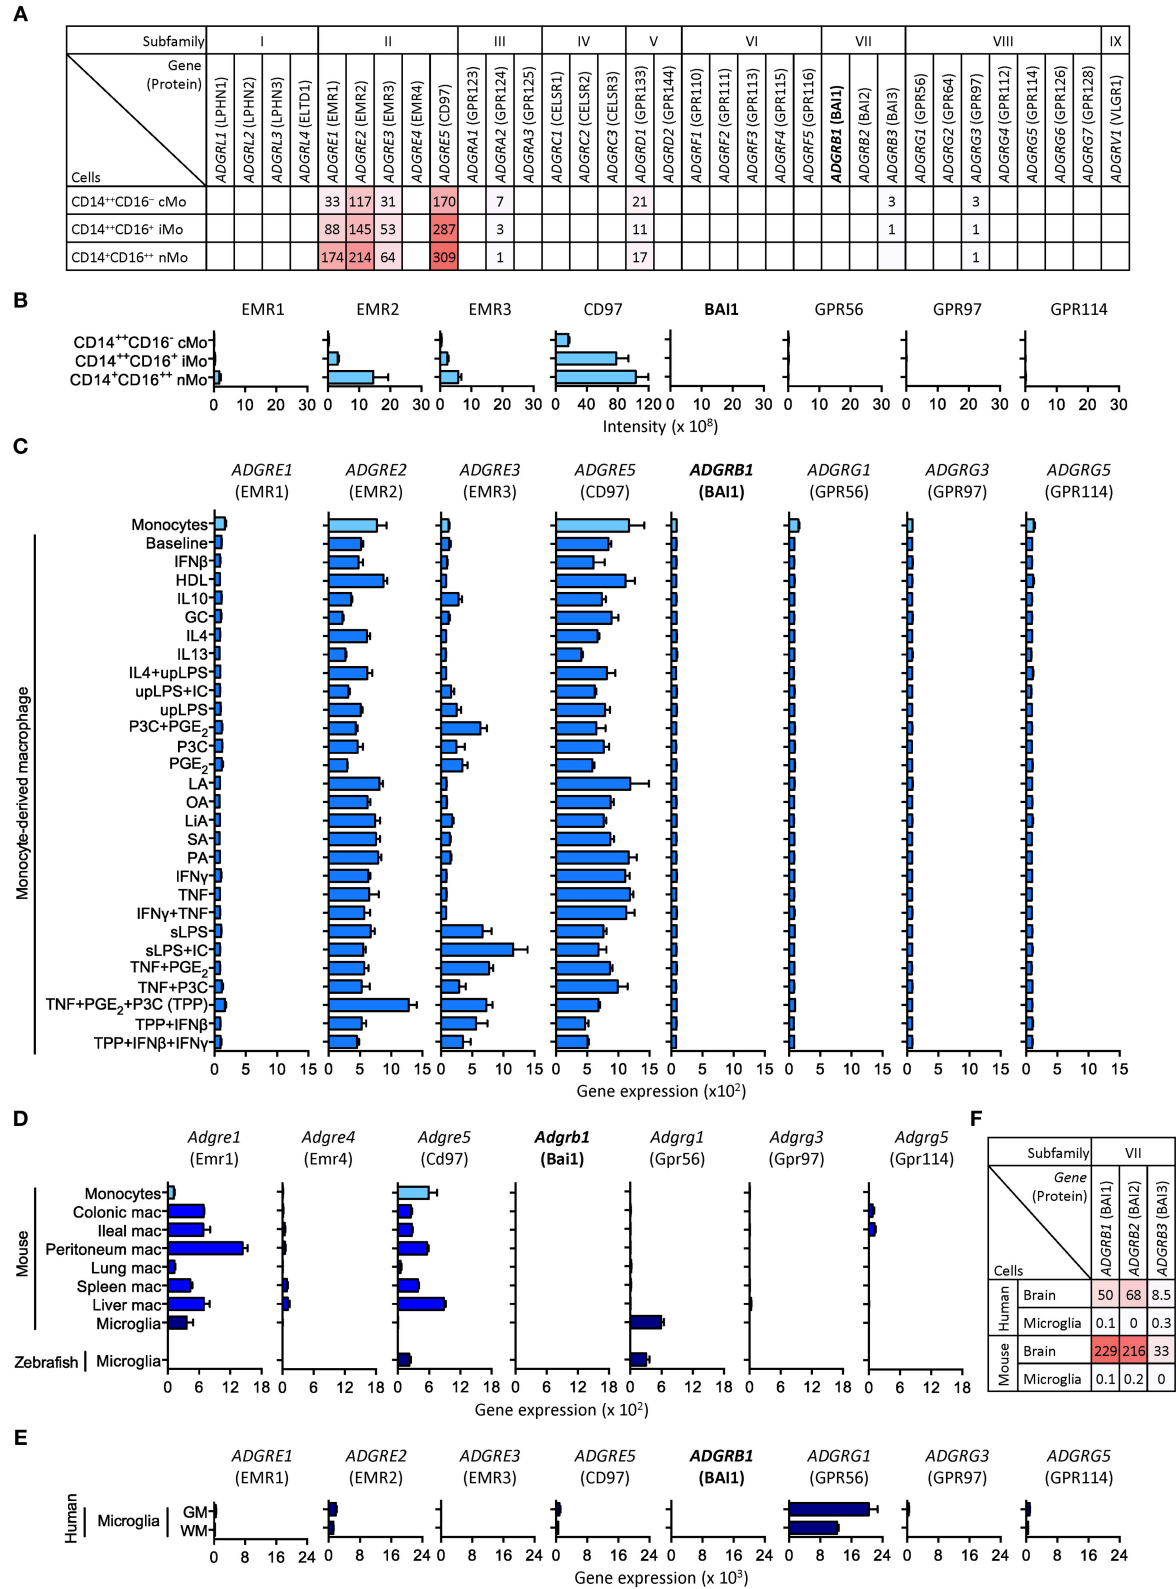 A
Subfamily I II III IV V VI VII VIII IX
Gene
(Protein)
Cells
ADGRL1 (LPHN1)
ADGRL2 (LPHN2)
ADGRL3 (LPHN3)
ADGRL4 (ELTD1)
ADGRE1 (EMR1)
ADGRE2 (EMR2)
ADGRE3 (EMR3)
ADGRE4 (EMR4)
ADGRE5 (CD97)
ADGRA1 (GPR123)
ADGRA2 (GPR124)
ADGRA3 (GPR125)
ADGRC1 (CELSR1)
ADGRC2 (CELSR2)
ADGRC3 (CELSR3)
ADGRD1 (GPR133)
ADGRD2 (GPR144)
ADGRF1 (GPR110)
ADGRF2 (GPR111)
ADGRF3 (GPR113)
ADGRF4 (GPR115)
ADGRF5 (GPR116)
ADGRB1 (BAI1)
ADGRB2 (BAI2)
ADGRB3 (BAI3)
ADGRG1 (GPR56)
ADGRG2 (GPR64)
ADGRG3 (GPR97)
ADGRG4 (GPR112)
ADGRG5 (GPR114)
ADGRG6 (GPR126)
ADGRG7 (GPR128)
ADGRV1 (VLGR1)
CD14⁺⁺CD16⁻ cMo 33 117 31 170 7 21 3 3
CD14⁺⁺CD16⁺ iMo 88 145 53 287 3 11 1 1
CD14⁺CD16⁺⁺ nMo 174 214 64 309 1 17 1
B
EMR1 EMR2 EMR3 CD97 BAI1 GPR56 GPR97 GPR114
CD14⁺⁺CD16⁻ cMo
CD14⁺⁺CD16⁺ iMo
CD14⁺CD16⁺⁺ nMo
0 10 20 30 0 10 20 30 0 10 20 30 0 40 80 120 0 10 20 30 0 10 20 30 0 10 20 30 0 10 20 30
Intensity (x 10⁸)
C
ADGRE1 ADGRE2 ADGRE3 ADGRE5 ADGRB1 ADGRG1 ADGRG3 ADGRG5
(EMR1) (EMR2) (EMR3) (CD97) (BAI1) (GPR56) (GPR97) (GPR114)
Monocyte-derived macrophage
Monocytes
Baseline
IFNβ
HDL
IL10
GC
IL4
IL13
IL4+upLPS
upLPS+IC
upLPS
P3C+PGE₂
P3C
PGE₂
LA
OA
LiA
SA
PA
IFNγ
TNF
IFNγ+TNF
sLPS
sLPS+IC
TNF+PGE₂
TNF+P3C
TNF+PGE₂+P3C (TPP)
TPP+IFNβ
TPP+IFNβ+IFNγ
0 5 10 15 0 5 10 15 0 5 10 15 0 5 10 15 0 5 10 15 0 5 10 15 0 5 10 15 0 5 10 15
Gene expression (x10²)
D
Adgre1 Adgre4 Adgre5 Adgrb1 Adgrg1 Adgrg3 Adgrg5
(Emr1) (Emr4) (Cd97) (Bai1) (Gpr56) (Gpr97) (Gpr114)
Mouse
Monocytes
Colonic mac
Ileal mac
Peritoneum mac
Lung mac
Spleen mac
Liver mac
Microglia
Zebrafish Microglia
0 6 12 18 0 6 12 18 0 6 12 18 0 6 12 18 0 6 12 18 0 6 12 18 0 6 12 18
Gene expression (x 10²)
F
Subfamily VII
Gene
(Protein)
Cells
ADGRB1 (BAI1)
ADGRB2 (BAI2)
ADGRB3 (BAI3)
Human
Brain 50 68 8.5
Microglia 0.1 0 0.3
Mouse
Brain 229 216 33
Microglia 0.1 0.2 0
E
ADGRE1 ADGRE2 ADGRE3 ADGRE5 ADGRB1 ADGRG1 ADGRG3 ADGRG5
(EMR1) (EMR2) (EMR3) (CD97) (BAI1) (GPR56) (GPR97) (GPR114)
Human
Microglia
GM
WM
0 8 16 24 0 8 16 24 0 8 16 24 0 8 16 24 0 8 16 24 0 8 16 24 0 8 16 24 0 8 16 24
Gene expression (x 10³)